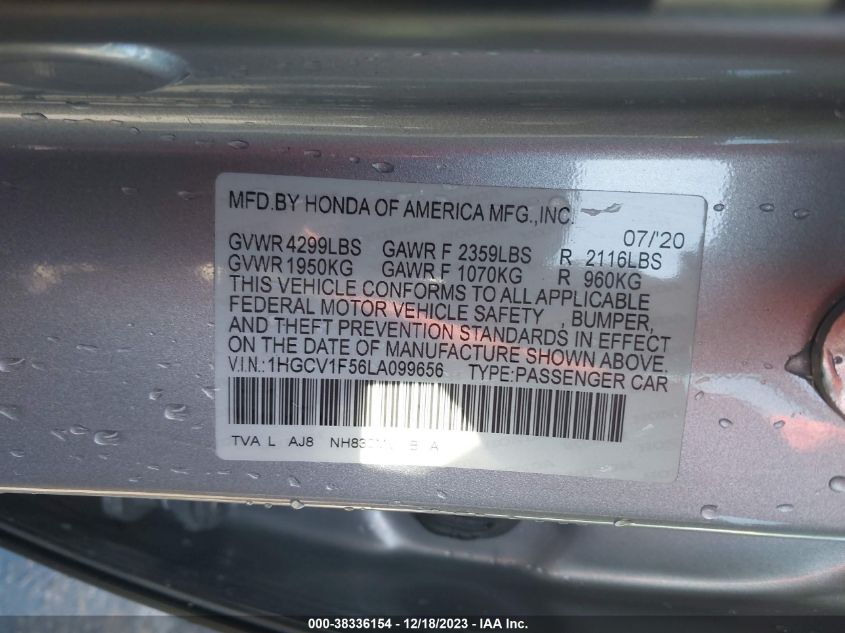 MFD.BY HONDA OF AMERICA MFG.,INC.
07/'20
GVWR 4299LBS GAWR F 2359LBS R 2116LBS
GVWR 1950KG GAWR F 1070KG R 960KG
THIS VEHICLE CONFORMS TO ALL APPLICABLE
FEDERAL MOTOR VEHICLE SAFETY , BUMPER,
AND THEFT PREVENTION STANDARDS IN EFFECT
ON THE DATE OF MANUFACTURE SHOWN ABOVE.
V.I.N.: 1HGCV1F56LA099656 TYPE:PASSENGER CAR
TVA L AJ8 B A
000-38336154 – 12/18/2023 – IAA Inc.